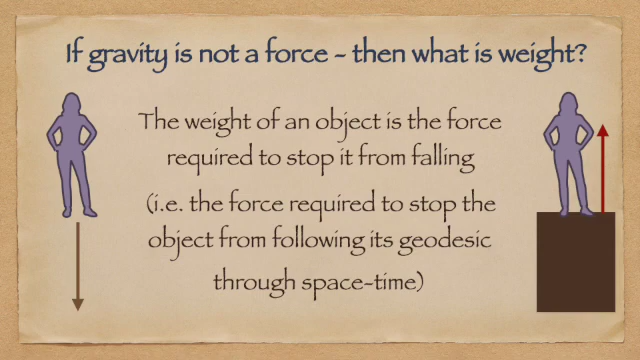 If gravity is not a force - then what is weight?
The weight of an object is the force
required to stop it from falling
(i.e. the force required to stop the
object from following its geodesic
through space-time)